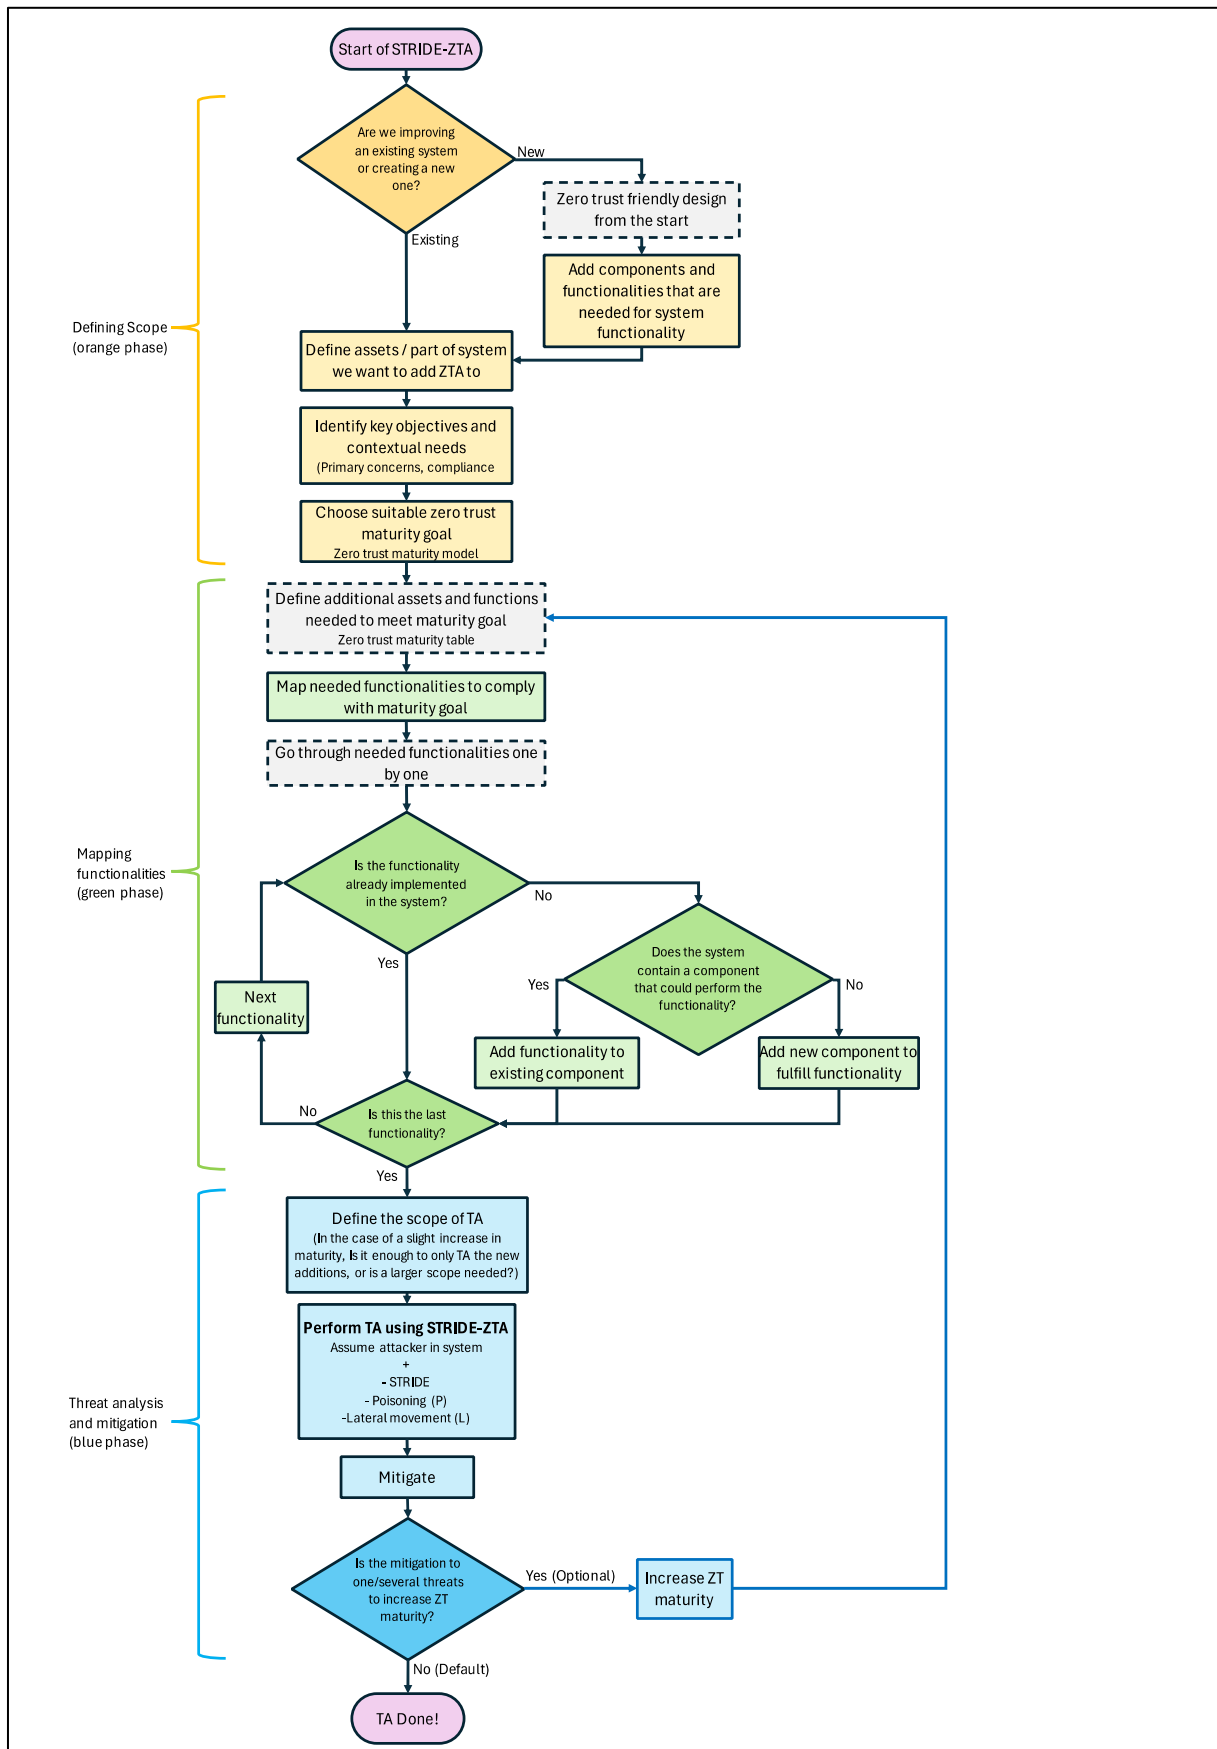 Start of STRIDE-ZTA
Are we improving
an existing system
or creating a new
one?
New
Zero trust friendly design
from the start
Existing
Add components and
functionalities that are
needed for system
functionality
Defining Scope
(orange phase)
Define assets / part of system
we want to add ZTA to
Identify key objectives and
contextual needs
(Primary concerns, compliance
Choose suitable zero trust
maturity goal
Zero trust maturity model
Define additional assets and functions
needed to meet maturity goal
Zero trust maturity table
Map needed functionalities to comply
with maturity goal
Go through needed functionalities one
by one
Mapping
functionalities
(green phase)
Is the functionality
already implemented
in the system?
No
Yes
Does the system
contain a component
that could perform the
functionality?
Yes
No
Next
functionality
Add functionality to
existing component
Add new component to
fulfill functionality
No
Is this the last
functionality?
Yes
Define the scope of TA
(In the case of a slight increase in
maturity, Is it enough to only TA the new
additions, or is a larger scope needed?)
Perform TA using STRIDE-ZTA
Assume attacker in system
+
- STRIDE
- Poisoning (P)
-Lateral movement (L)
Threat analysis
and mitigation
(blue phase)
Mitigate
Is the mitigation to
one/several threats
to increase ZT
maturity?
Yes (Optional)
Increase ZT
maturity
No (Default)
TA Done!